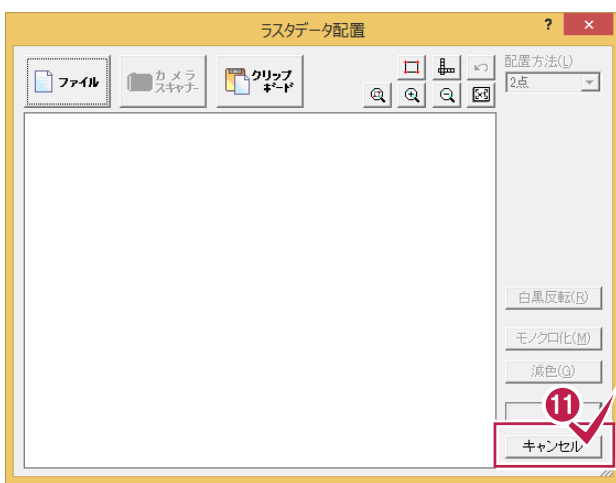 ラスタデータ配置
?
×
ファイル
カメラ
スキャナー
クリップ
ボード
配置方法(L)
2点
白黒反転(R)
モノクロ化(M)
減色(G)
⑪
キャンセル